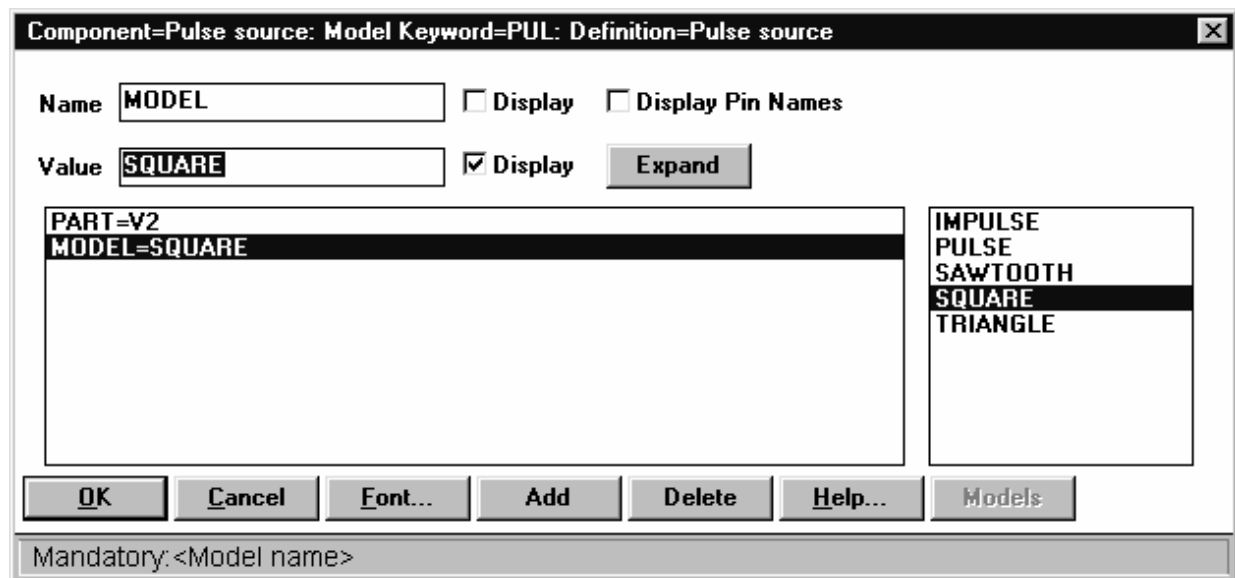 Component=Pulse source: Model Keyword=PUL: Definition=Pulse source
Name MODEL Display Display Pin Names
Value SQUARE Display Expand
PART=V2
MODEL=SQUARE
IMPULSE
PULSE
SAWTOOTH
SQUARE
TRIANGLE
OK Cancel Font... Add Delete Help... Models
Mandatory:<Model name>